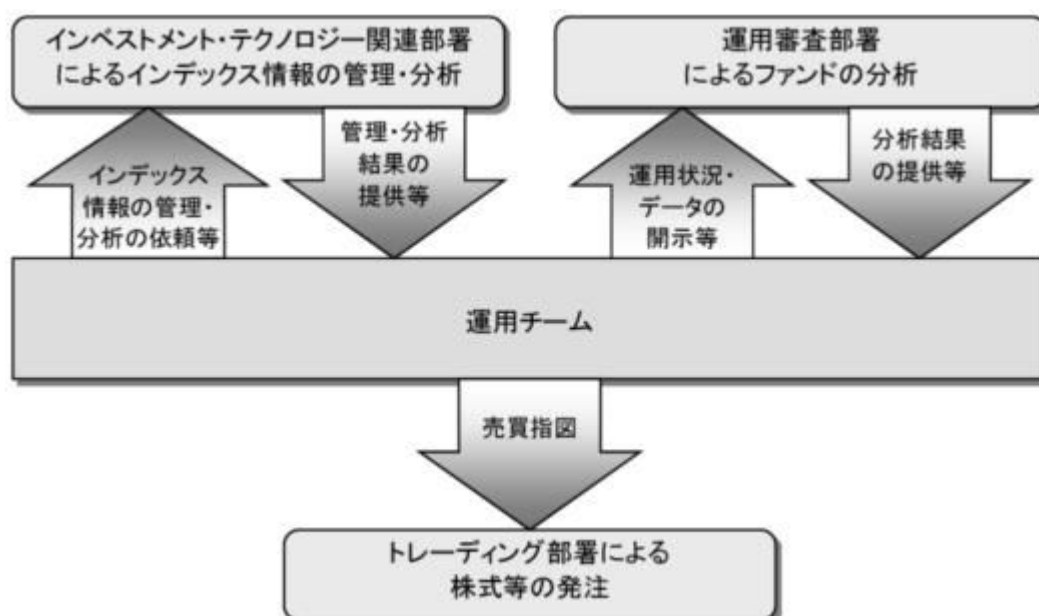 インベストメント・テクノロジー関連部署
によるインデックス情報の管理・分析
運用審査部署
によるファンドの分析
インデックス
情報の管理・
分析の依頼等
管理・分析
結果の
提供等
運用状況・
データの
開示等
分析結果
の提供等
運用チーム
売買指図
トレーディング部署による
株式等の発注